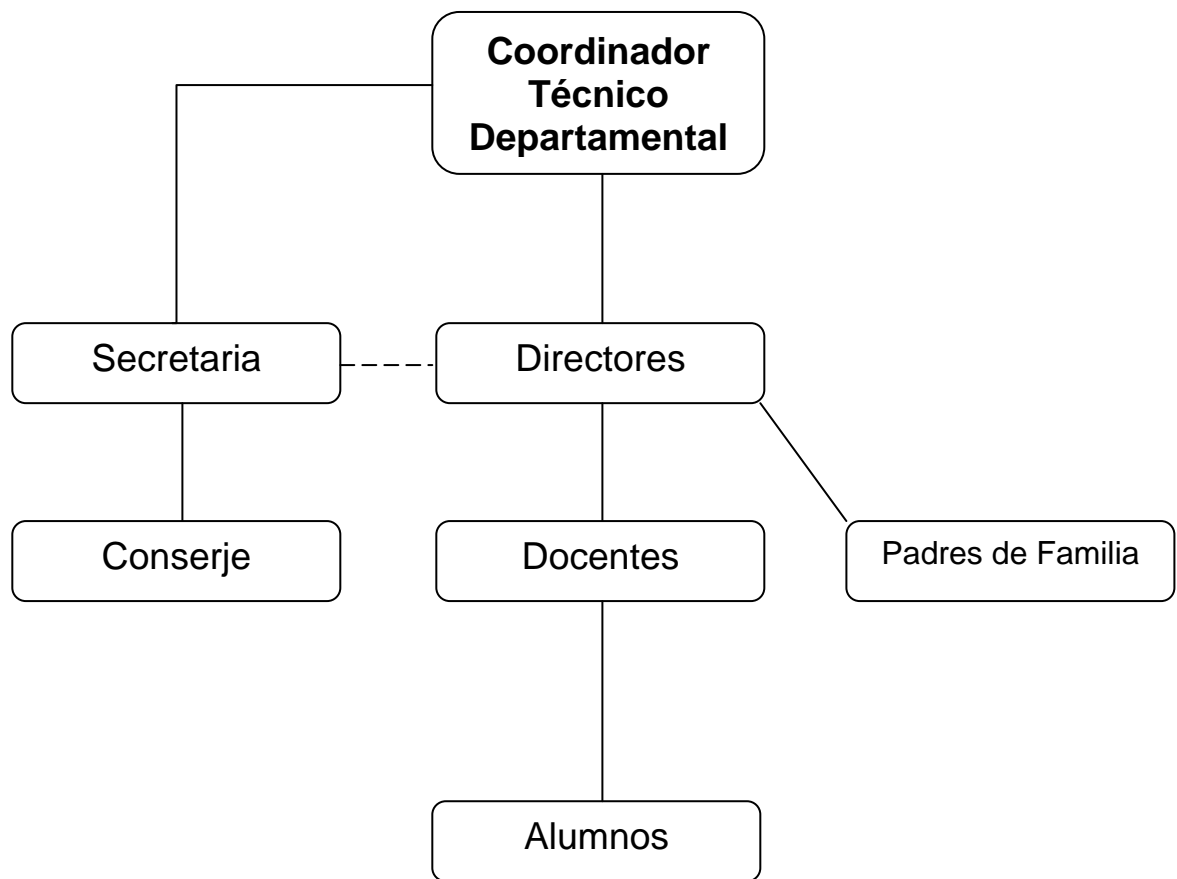 Coordinador
Técnico
Departamental
Secretaria
Directores
Conserje
Docentes
Padres de Familia
Alumnos